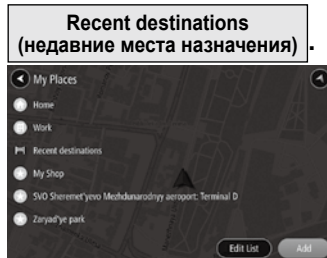 Recent destinations
(недавние места назначения).
My Places
Home
Work
Recent destinations
My Shop
SVO Sheremet'yevo Mezhdunarodnyy aeroport: Terminal D
Zaryad'ye park
Edit List
Add